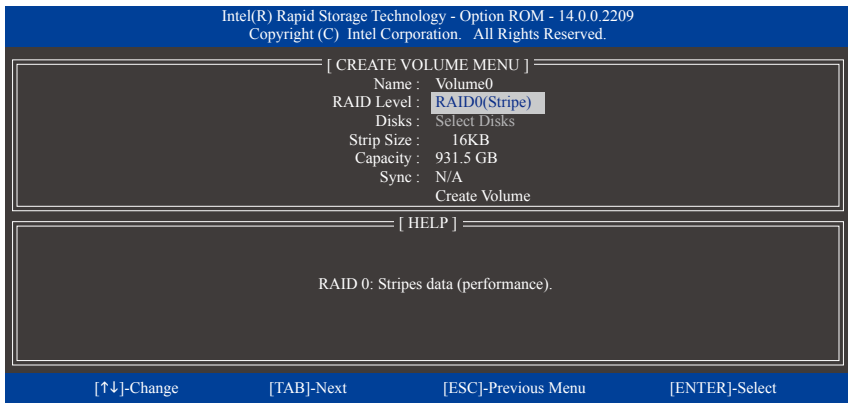 Intel(R) Rapid Storage Technology - Option ROM - 14.0.0.2209
Copyright (C) Intel Corporation. All Rights Reserved.
[ CREATE VOLUME MENU ]
Name : Volume0
RAID Level : RAID0(Stripe)
Disks : Select Disks
Strip Size : 16KB
Capacity : 931.5 GB
Sync : N/A
Create Volume
[ HELP ]
RAID 0: Stripes data (performance).
[↑↓]-Change [TAB]-Next [ESC]-Previous Menu [ENTER]-Select